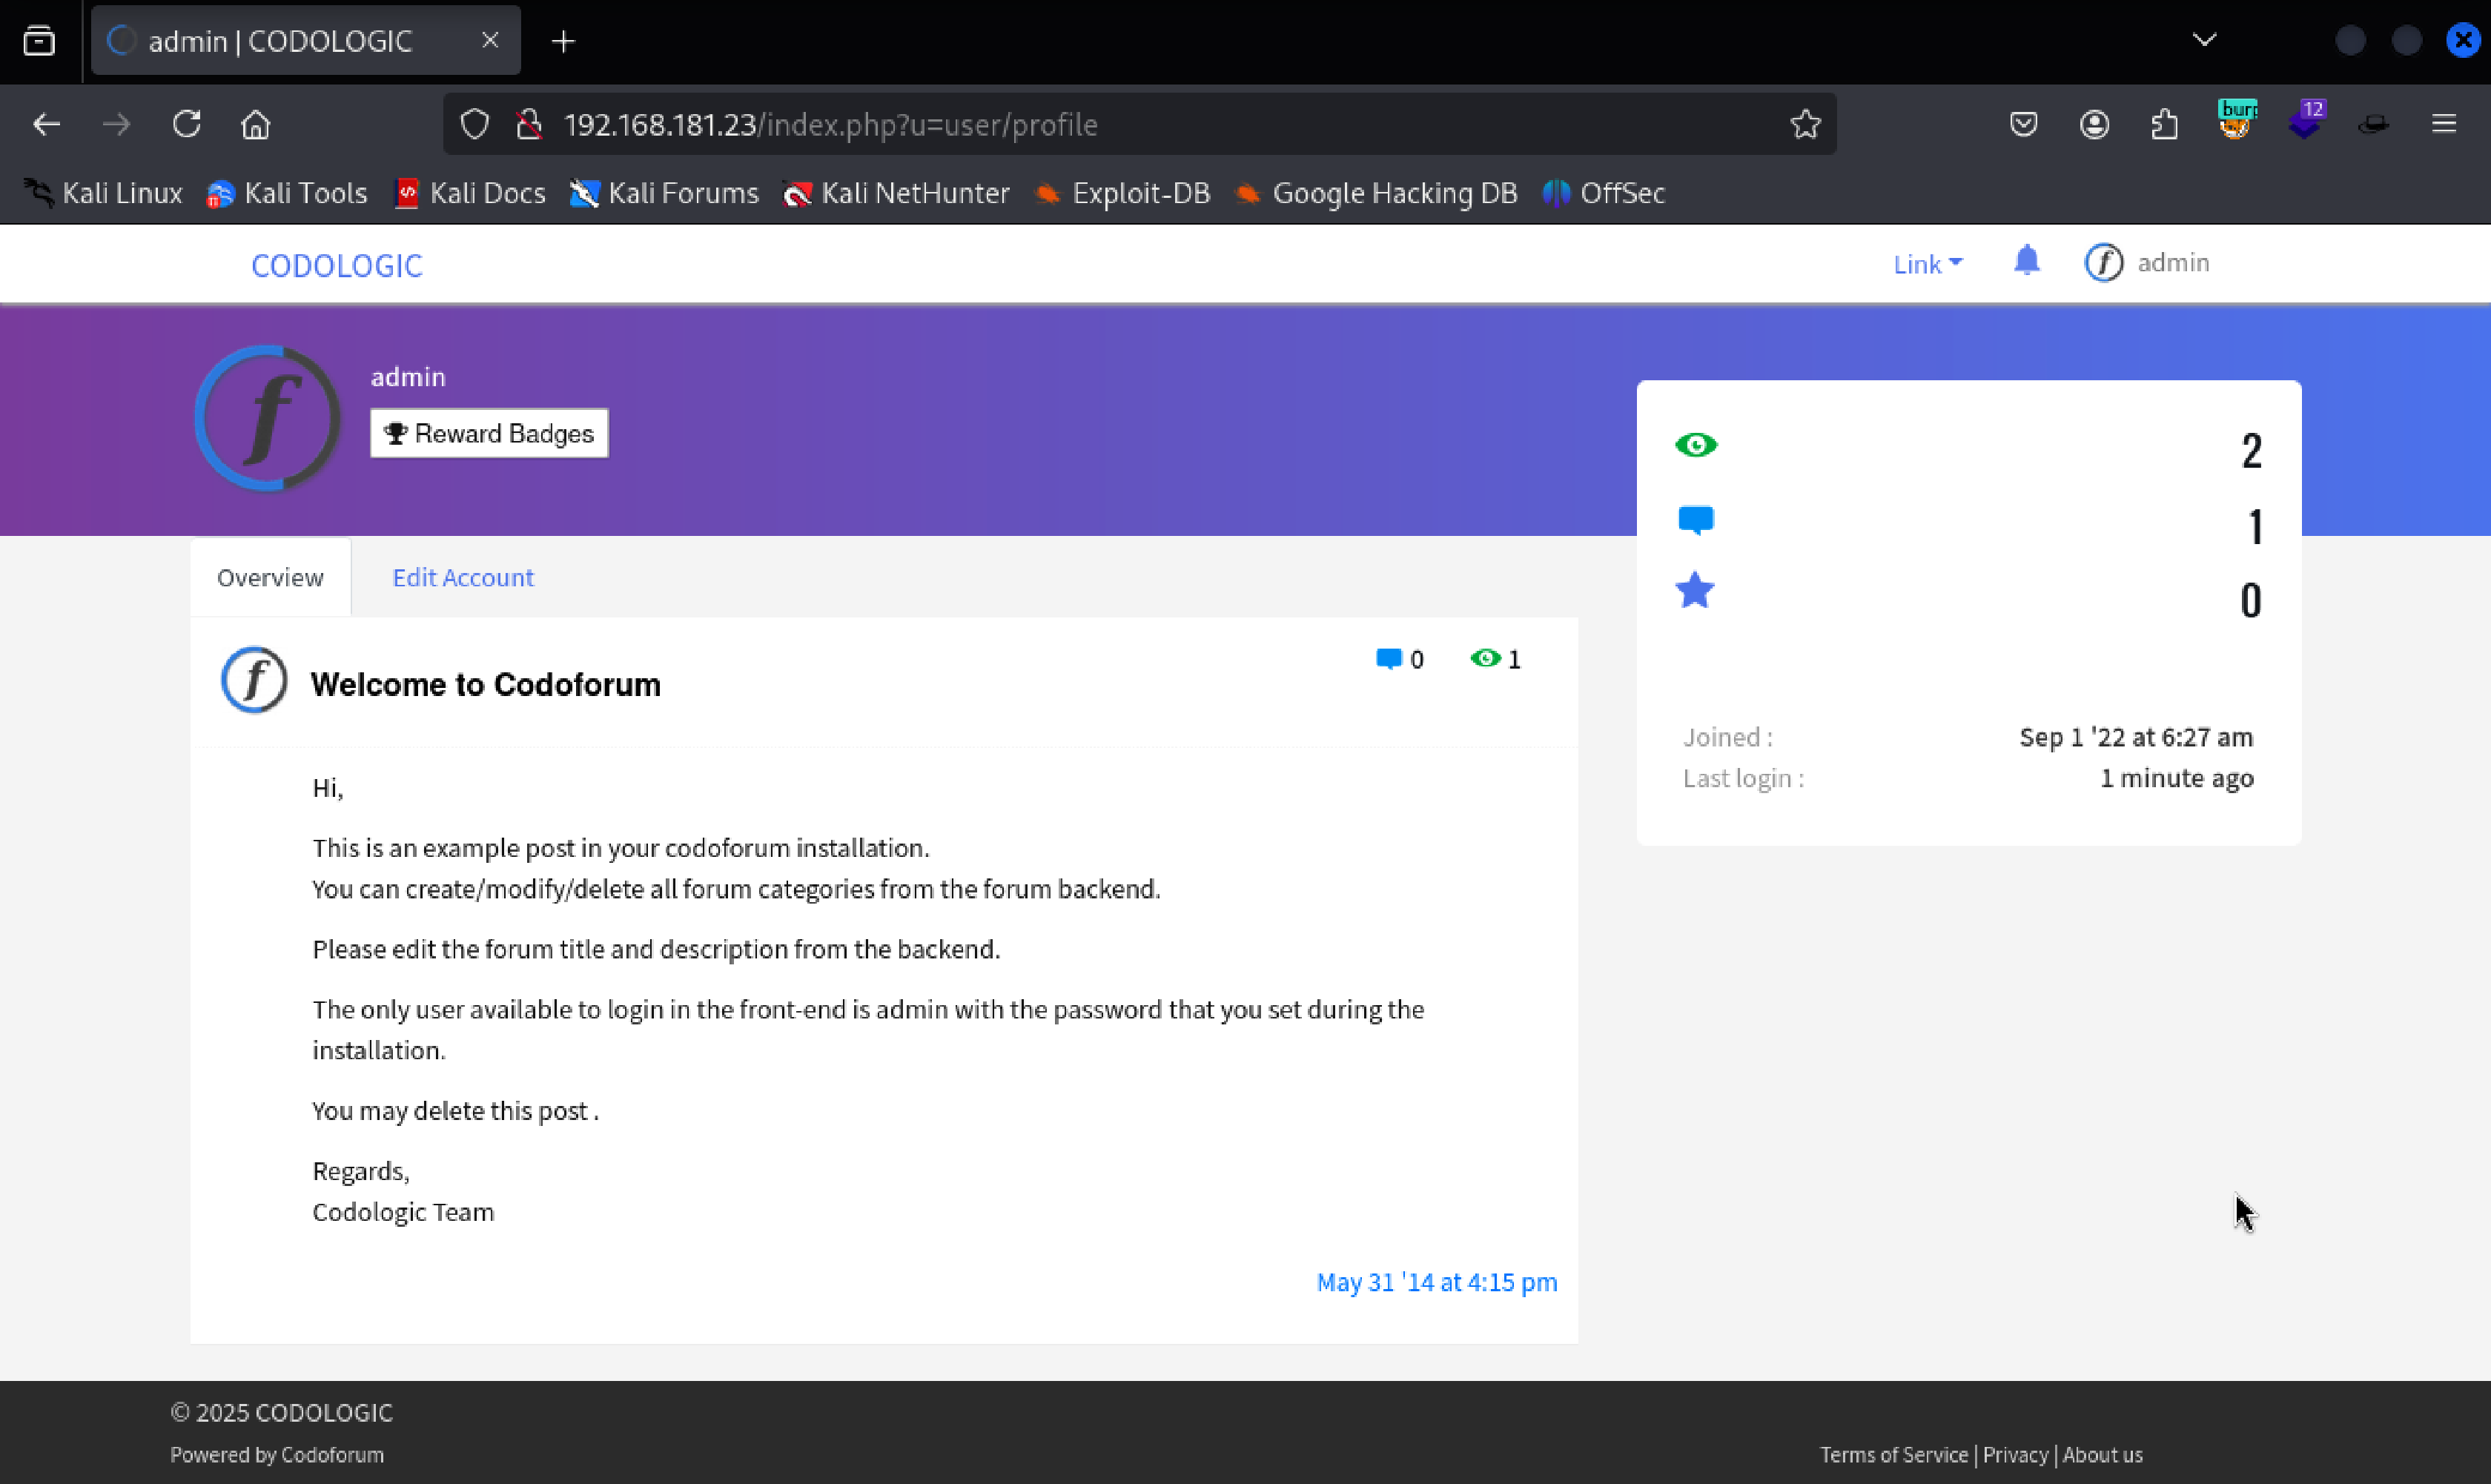 admin | CODOLOGIC
192.168.181.23/index.php?u=user/profile
12
Kali Linux Kali Tools Kali Docs Kali Forums Kali NetHunter Exploit-DB Google Hacking DB OffSec
CODOLOGIC
Link
admin
admin
Reward Badges
2
1
0
Joined : Sep 1 '22 at 6:27 am
Last login : 1 minute ago
Overview Edit Account
Welcome to Codoforum
0 1
Hi,
This is an example post in your codoforum installation.
You can create/modify/delete all forum categories from the forum backend.
Please edit the forum title and description from the backend.
The only user available to login in the front-end is admin with the password that you set during the
installation.
You may delete this post .
Regards,
Codologic Team
May 31 '14 at 4:15 pm
© 2025 CODOLOGIC
Powered by Codoforum
Terms of Service | Privacy | About us